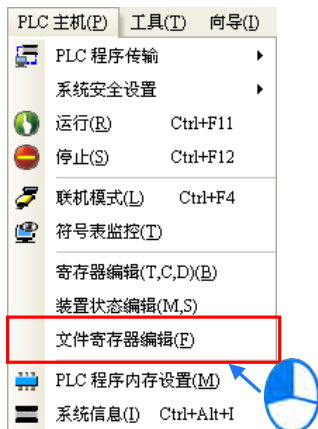 PLC 主机(P) 工具(T) 向导(I)
PLC 程序传输
系统安全设置
运行(R) Ctrl+F11
停止(S) Ctrl+F12
联机模式(L) Ctrl+F4
符号表监控(T)
寄存器编辑(T,C,D)(B)
装置状态编辑(M,S)
文件寄存器编辑(F)
PLC 程序内存设置(M)
系统信息(I) Ctrl+Alt+I